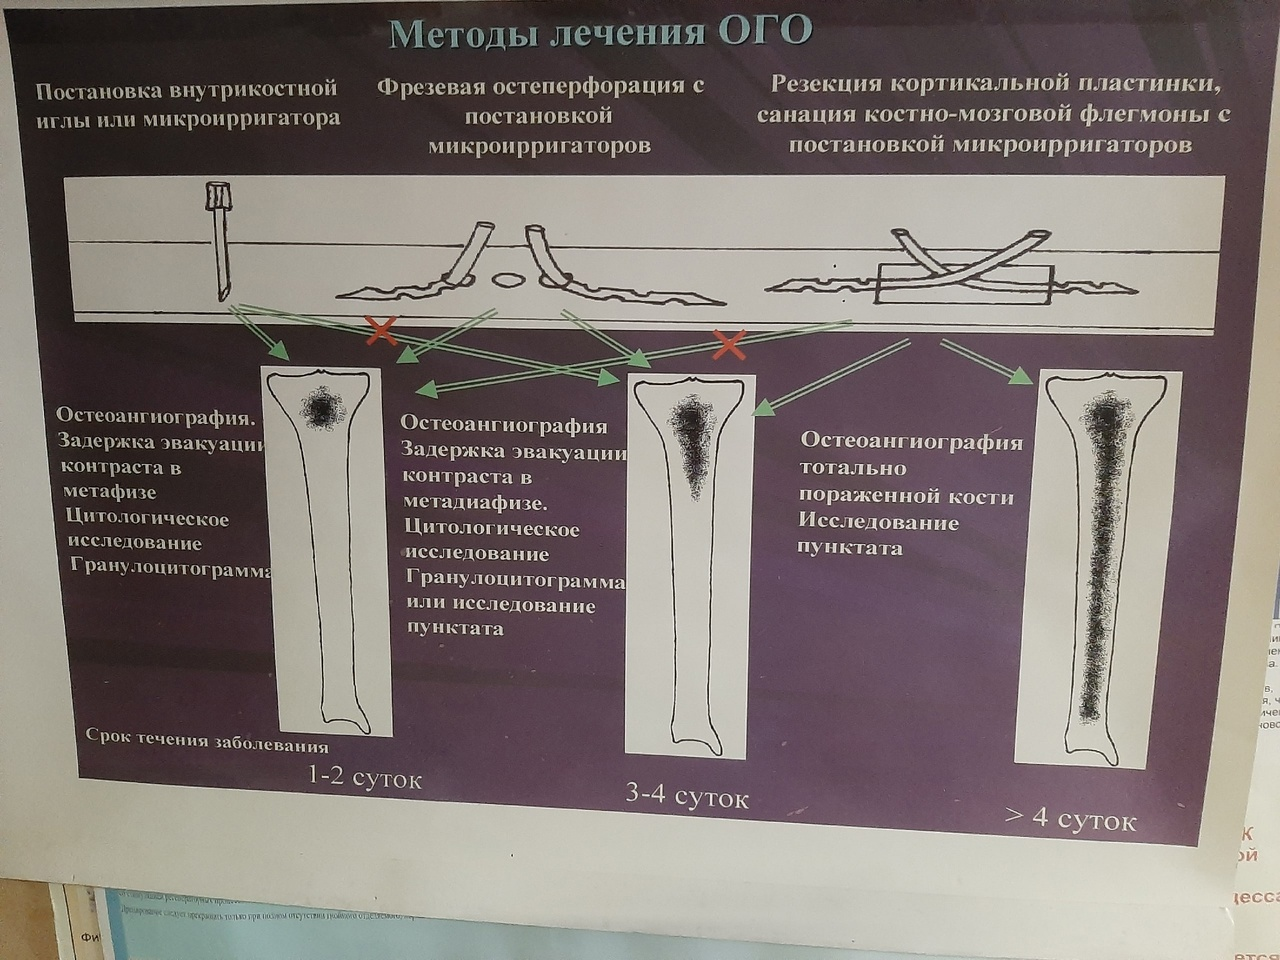 Методы лечения ОГО
Постановка внутрикостной
иглы или микроирригатора
Фрезевая остеперфорация с
постановкой
микроирригаторов
Резекция кортикальной пластинки,
санация костно-мозговой флегмоны с
постановкой микроирригаторов
Остеоангиография.
Задержка эвакуации
контраста в
метафизе
Цитологическое
исследование
Гранулоцитограмма
Остеоангиография
Задержка эвакуации
контраста в
метадиафизе.
Цитологическое
исследование
Гранулоцитограмма
или исследование
пунктата
Остеоангиография
тотально
пораженной кости
Исследование
пунктата
Срок течения заболевания
1-2 суток
3-4 суток
> 4 суток